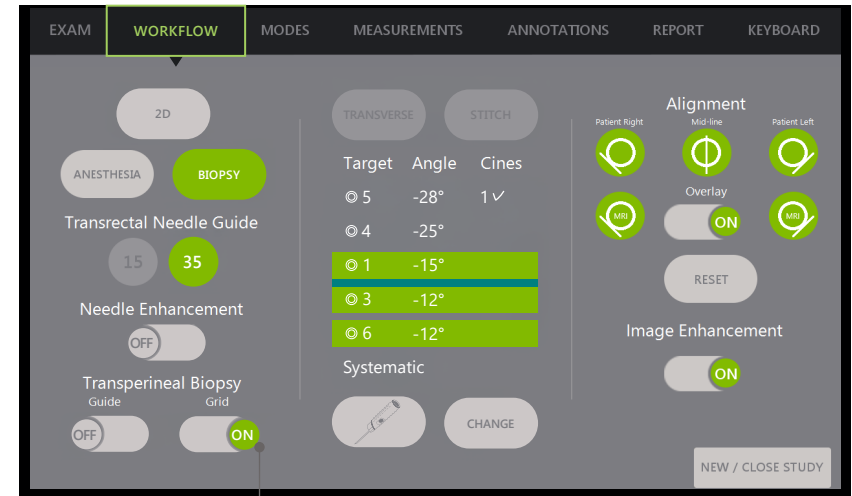 EXAM WORKFLOW MODES MEASUREMENTS ANNOTATIONS REPORT KEYBOARD
2D
ANESTHESIA BIOPSY
Transrectal Needle Guide
15 35
Needle Enhancement
OFF
Transperineal Biopsy
Guide Grid
OFF ON
TRANSVERSE STITCH
Target Angle Cines
◎ 5 -28° 1 ✓
◎ 4 -25°
◎ 1 -15°
◎ 3 -12°
◎ 6 -12°
Systematic
CHANGE
Alignment
Patient Right Mid-line Patient Left
Overlay
MRI ON MRI
RESET
Image Enhancement
ON
NEW / CLOSE STUDY